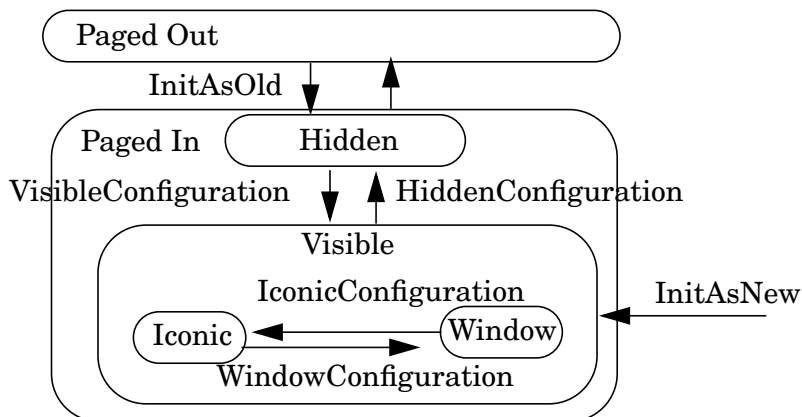 Paged Out
InitAsOld
Paged In
Hidden
VisibleConfiguration
HiddenConfiguration
Visible
IconicConfiguration
InitAsNew
Iconic
Window
WindowConfiguration